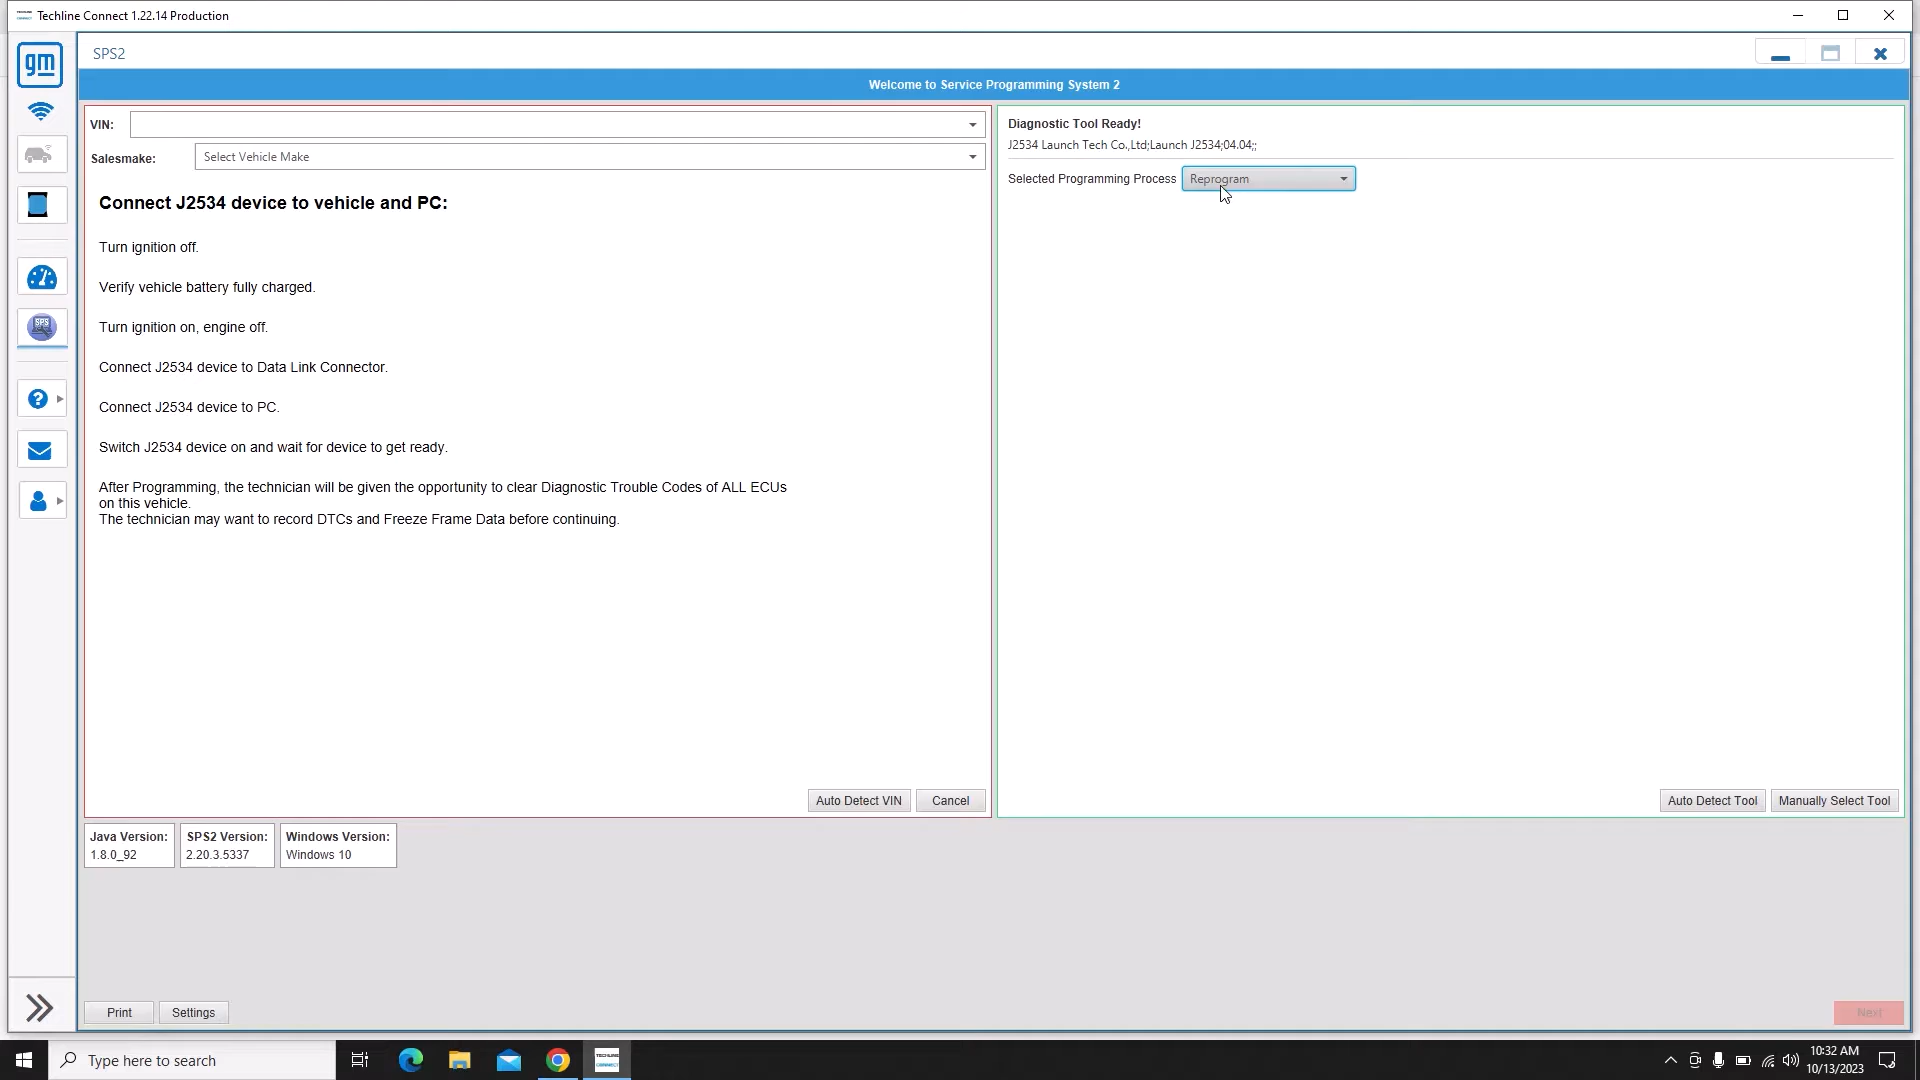 Techline Connect 1.22.14 Production
gm
SPS2
Welcome to Service Programming System 2
VIN:
Salesmake:
Select Vehicle Make
Connect J2534 device to vehicle and PC:
Turn ignition off.
Verify vehicle battery fully charged.
Turn ignition on, engine off.
Connect J2534 device to Data Link Connector.
Connect J2534 device to PC.
Switch J2534 device on and wait for device to get ready.
After Programming, the technician will be given the opportunity to clear Diagnostic Trouble Codes of ALL ECUs
on this vehicle.
The technician may want to record DTCs and Freeze Frame Data before continuing.
Auto Detect VIN
Cancel
Diagnostic Tool Ready!
J2534 Launch Tech Co.,Ltd;Launch J2534;04.04;;
Selected Programming Process
Reprogram
Auto Detect Tool
Manually Select Tool
SPS
Java Version:
1.8.0_92
SPS2 Version:
2.20.3.5337
Windows Version:
Windows 10
Print
Settings
Next
Type here to search
TECHLINE
CONNECT
10:32 AM
10/13/2023